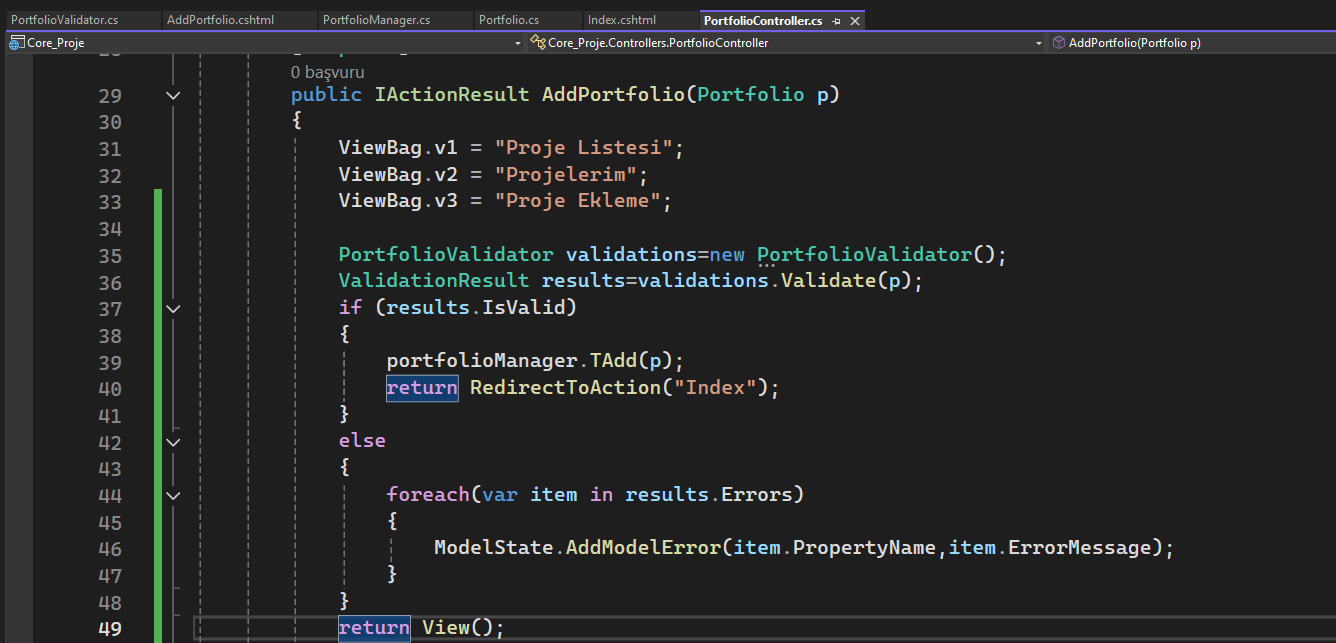 PortfolioValidator.cs AddPortfolio.cshtml PortfolioManager.cs Portfolio.cs Index.cshtml PortfolioController.cs
Core_Proje Core_Proje.Controllers.PortfolioController AddPortfolio(Portfolio p)
0 başvuru
29 public IActionResult AddPortfolio(Portfolio p)
30 {
31 ViewBag.v1 = "Proje Listesi";
32 ViewBag.v2 = "Projelerim";
33 ViewBag.v3 = "Proje Ekleme";
34
35 PortfolioValidator validations=new PortfolioValidator();
36 ValidationResult results=validations.Validate(p);
37 if (results.IsValid)
38 {
39 portfolioManager.TAdd(p);
40 return RedirectToAction("Index");
41 }
42 else
43 {
44 foreach(var item in results.Errors)
45 {
46 ModelState.AddModelError(item.PropertyName,item.ErrorMessage);
47 }
48 }
49 return View();